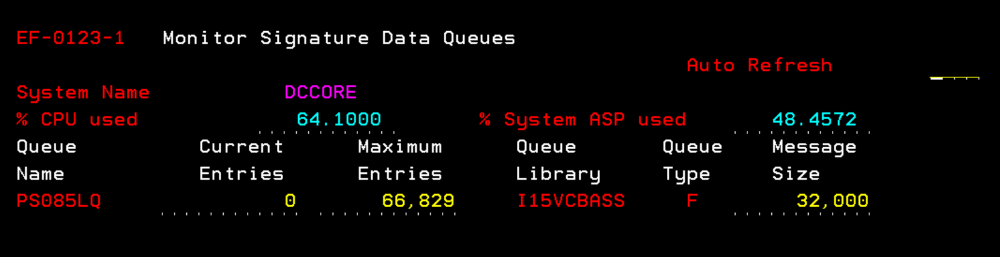 EF-0123-1 Monitor Signature Data Queues
Auto Refresh
System Name DCCORE
% CPU used 64.1000 % System ASP used 48.4572
Queue Current Maximum Queue Queue Message
Name Entries Entries Library Type Size
PS085LQ 0 66,829 I15VCBASS F 32,000